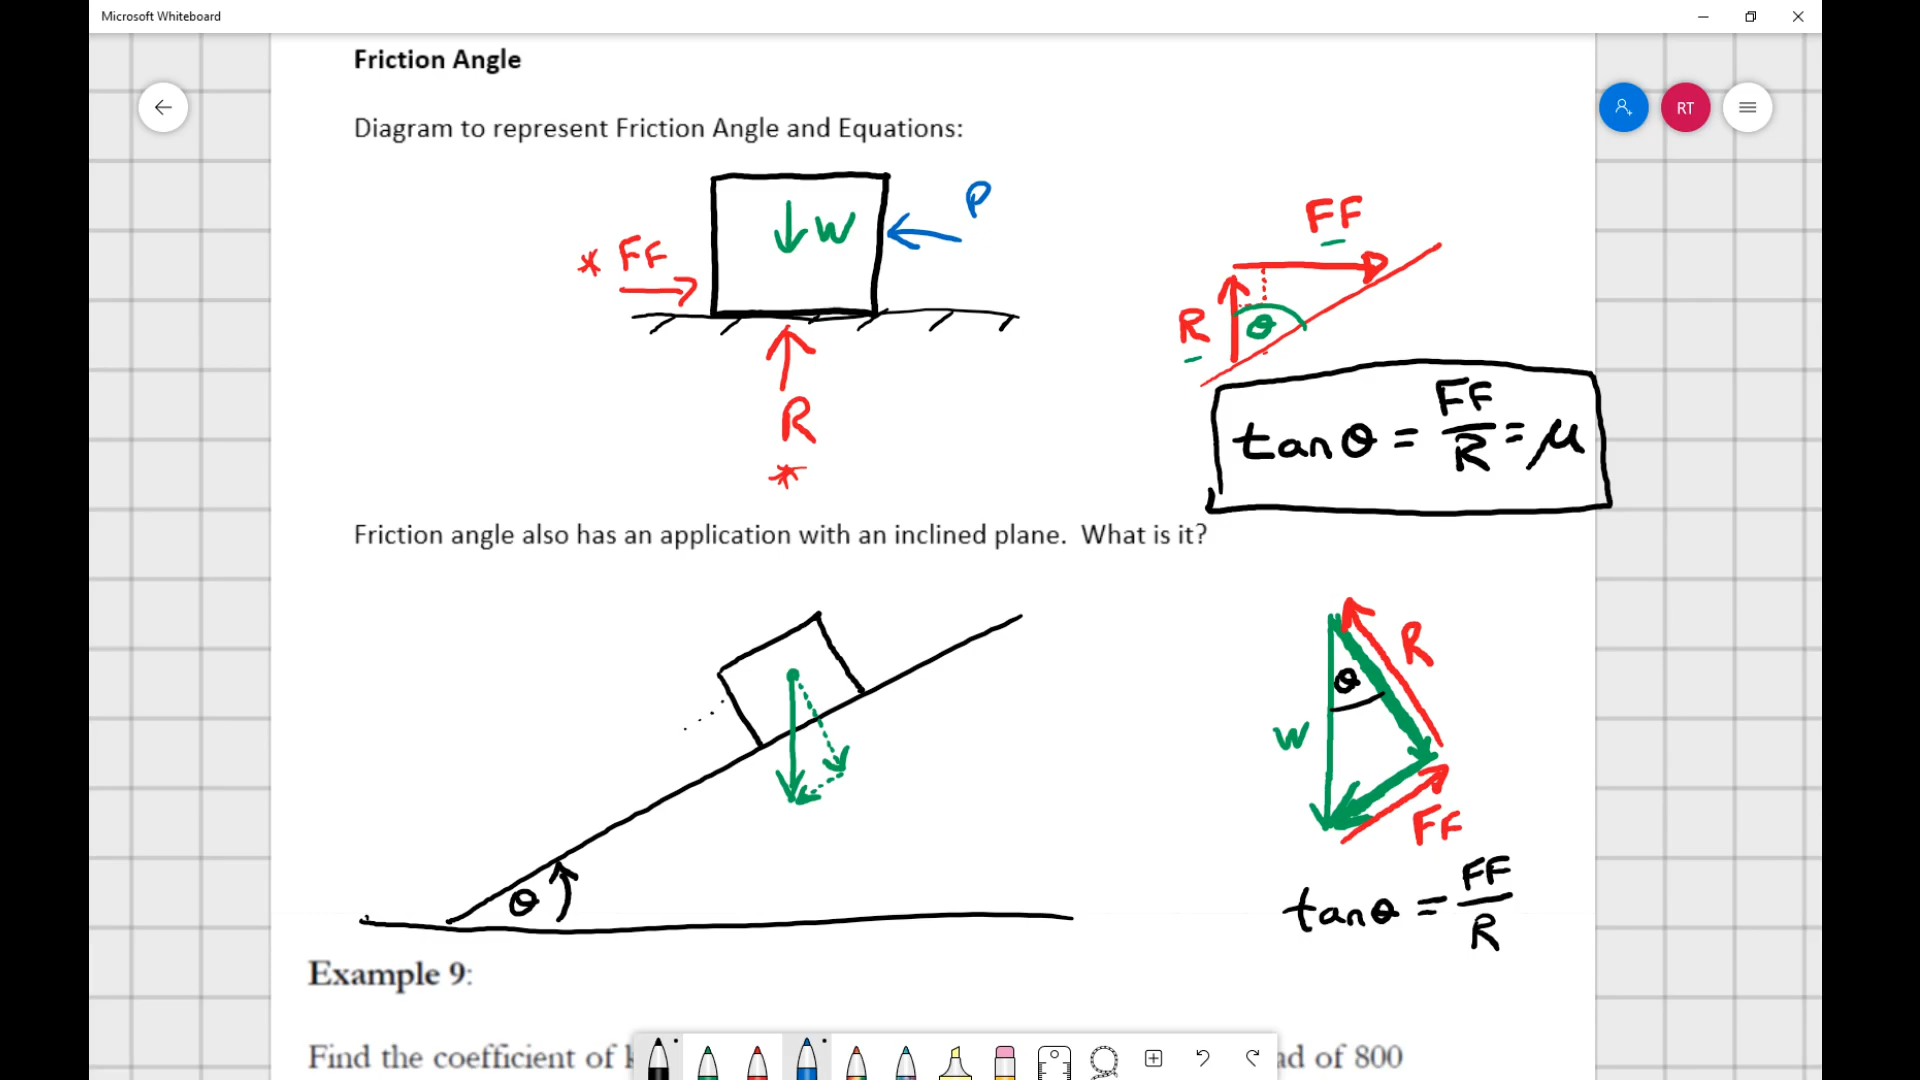 Microsoft Whiteboard
Friction Angle
RT
Diagram to represent Friction Angle and Equations:
P
W
* FF
FF
R
θ
R
*
tanθ = FF/R = μ
Friction angle also has an application with an inclined plane.  What is it?
R
θ
W
FF
θ
tanθ = FF/R
Example 9:
Find the coefficient of
of 800